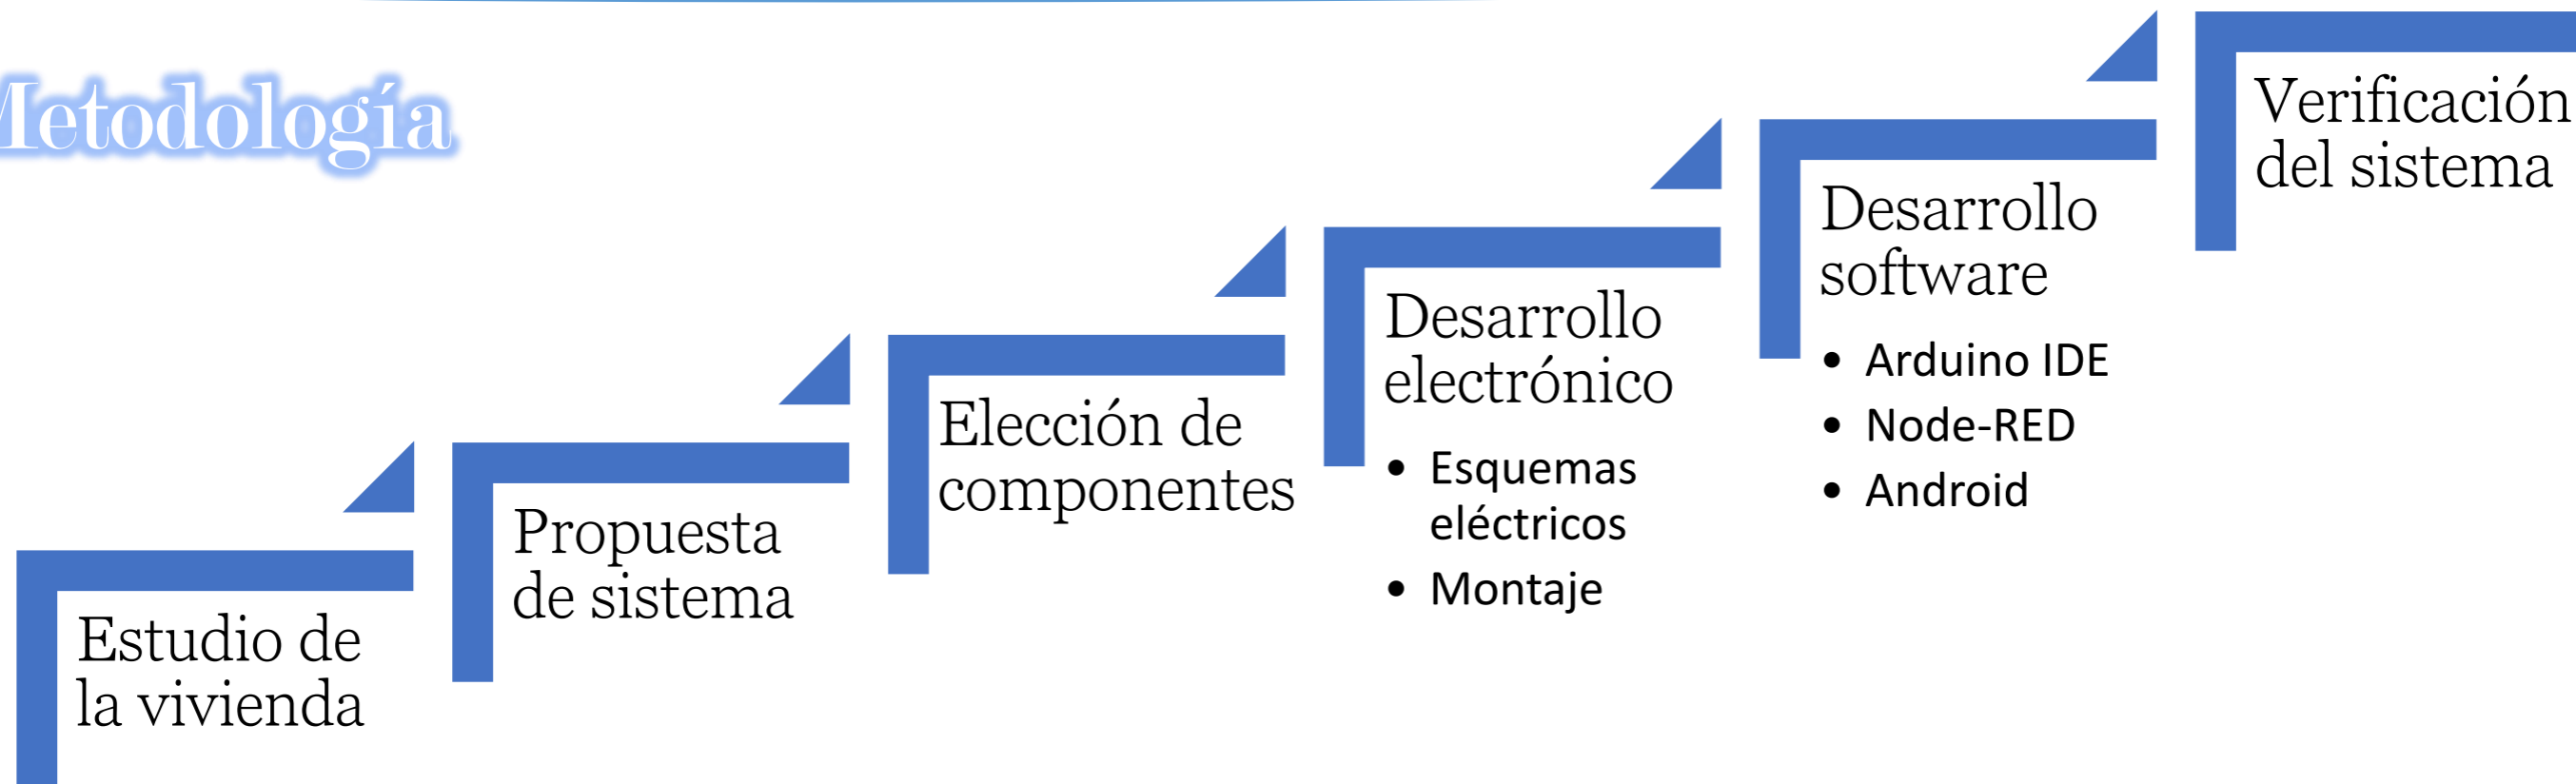 Metodología
Estudio de
la vivienda
Propuesta
de sistema
Elección de
componentes
Desarrollo
electrónico
• Esquemas
eléctricos
• Montaje
Desarrollo
software
• Arduino IDE
• Node-RED
• Android
Verificación
del sistema